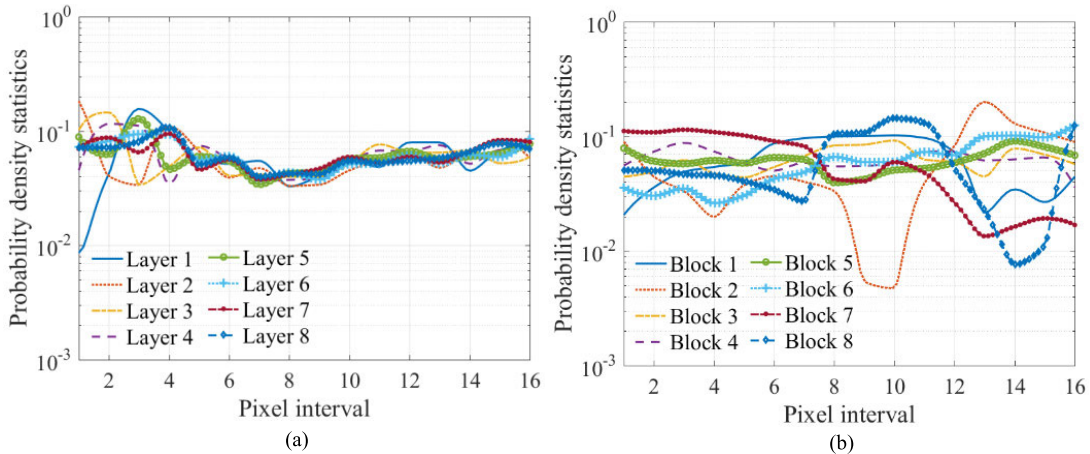 Probability density statistics
10^0
10^-1
10^-2
10^-3
Layer 1
Layer 2
Layer 3
Layer 4
Layer 5
Layer 6
Layer 7
Layer 8
2 4 6 8 10 12 14 16
Pixel interval
(a)
Probability density statistics
10^0
10^-1
10^-2
10^-3
Block 1
Block 2
Block 3
Block 4
Block 5
Block 6
Block 7
Block 8
2 4 6 8 10 12 14 16
Pixel interval
(b)